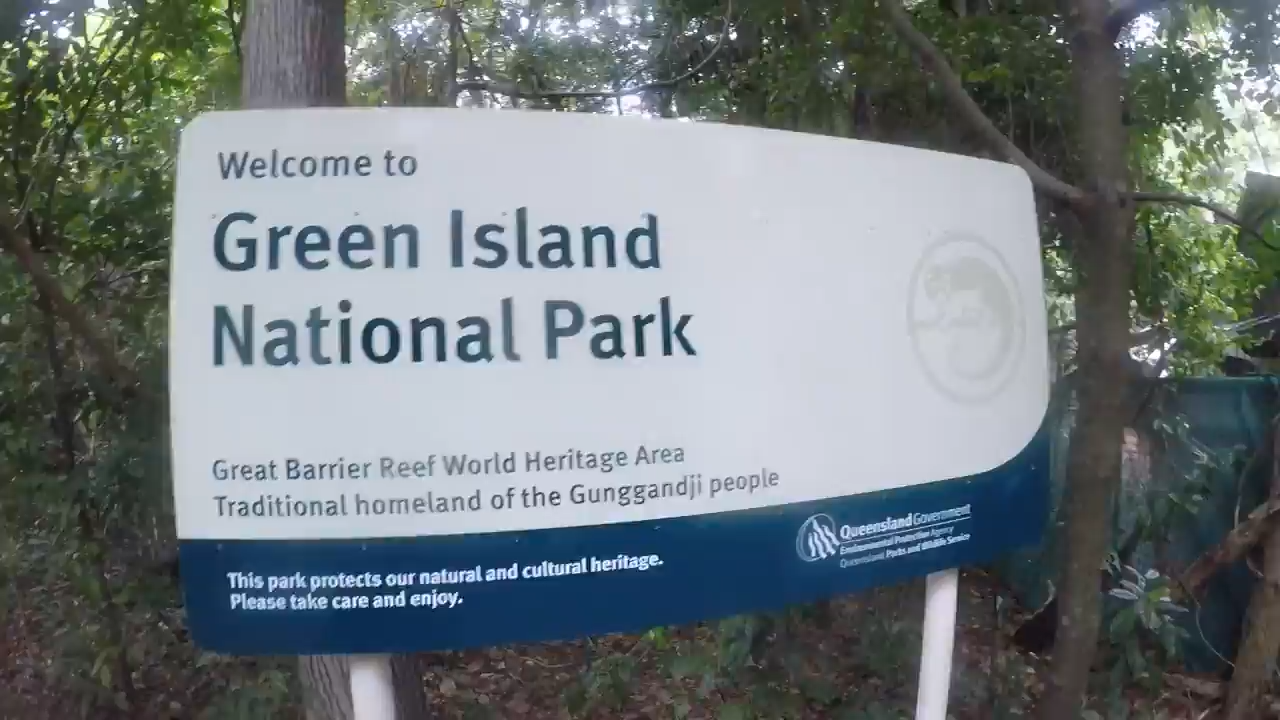 Welcome to
Green Island
National Park
Great Barrier Reef World Heritage Area
Traditional homeland of the Gunggandji people
This park protects our natural and cultural heritage.
Please take care and enjoy.
Queensland Government
Environmental Protection Agency
Queensland Parks and Wildlife Service